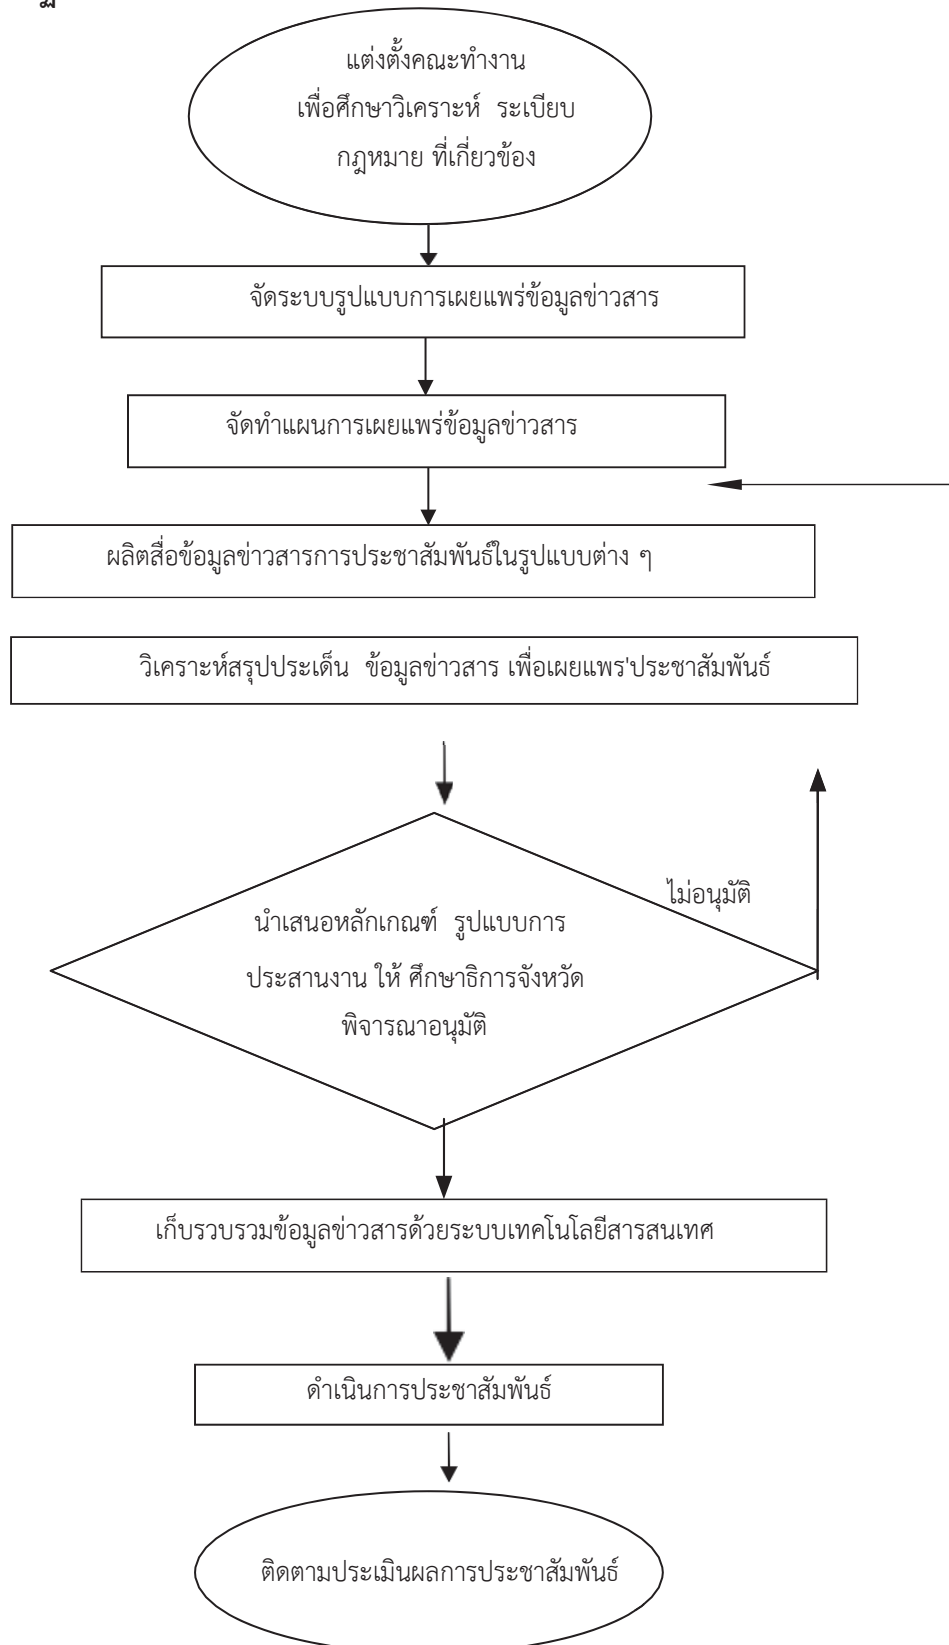 แต่งตั้งคณะทำงาน
เพื่อศึกษาวิเคราะห์ ระเบียบ
กฎหมาย ที่เกี่ยวข้อง
จัดระบบรูปแบบการเผยแพร่ข้อมูลข่าวสาร
จัดทำแผนการเผยแพร่ข้อมูลข่าวสาร
ผลิตสื่อข้อมูลข่าวสารการประชาสัมพันธ์ในรูปแบบต่าง ๆ
วิเคราะห์สรุปประเด็น ข้อมูลข่าวสาร เพื่อเผยแพร'ประชาสัมพันธ์
ไม่อนุมัติ
นำเสนอหลักเกณฑ์ รูปแบบการ
ประสานงาน ให้ ศึกษาธิการจังหวัด
พิจารณาอนุมัติ
เก็บรวบรวมข้อมูลข่าวสารด้วยระบบเทคโนโลยีสารสนเทศ
ดำเนินการประชาสัมพันธ์
ติดตามประเมินผลการประชาสัมพันธ์